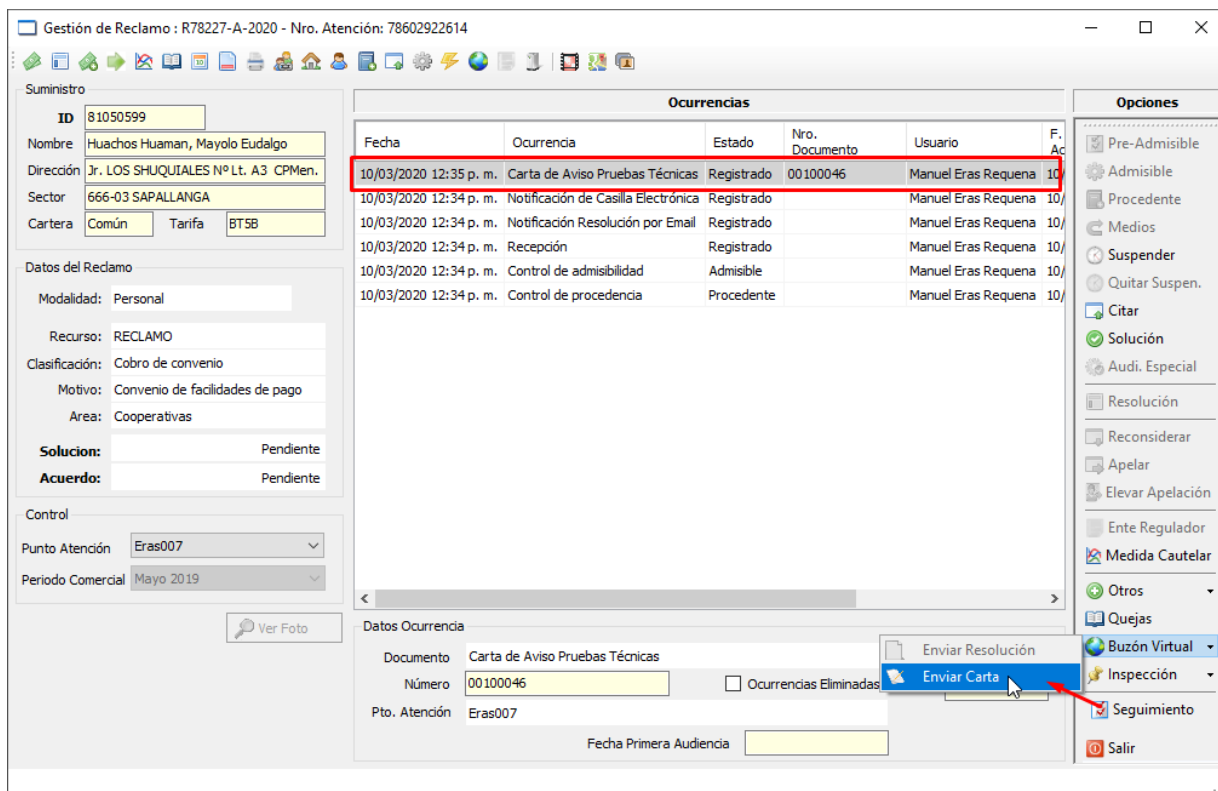 Gestión de Reclamo : R78227-A-2020 - Nro. Atención: 78602922614
Suministro
ID 81050599
Nombre Huachos Huaman, Mayolo Eudalgo
Dirección Jr. LOS SHUQUIALES Nº Lt. A3 CPMen.
Sector 666-03 SAPALLANGA
Cartera Común Tarifa BT5B
Datos del Reclamo
Modalidad: Personal
Recurso: RECLAMO
Clasificación: Cobro de convenio
Motivo: Convenio de facilidades de pago
Area: Cooperativas
Solucion: Pendiente
Acuerdo: Pendiente
Control
Punto Atención Eras007
Periodo Comercial Mayo 2019
Ver Foto
Ocurrencias
Fecha Ocurrencia Estado Nro. Documento Usuario F.
10/03/2020 12:35 p. m. Carta de Aviso Pruebas Técnicas Registrado 00100046 Manuel Eras Requena 10/
10/03/2020 12:34 p. m. Notificación de Casilla Electrónica Registrado Manuel Eras Requena 10/
10/03/2020 12:34 p. m. Notificación Resolución por Email Registrado Manuel Eras Requena 10/
10/03/2020 12:34 p. m. Recepción Registrado Manuel Eras Requena 10/
10/03/2020 12:34 p. m. Control de admisibilidad Admisible Manuel Eras Requena 10/
10/03/2020 12:34 p. m. Control de procedencia Procedente Manuel Eras Requena 10/
Datos Ocurrencia
Documento Carta de Aviso Pruebas Técnicas
Número 00100046 Ocurrencias Eliminadas
Pto. Atención Eras007
Fecha Primera Audiencia
Enviar Resolución
Enviar Carta
Opciones
Pre-Admisible
Admisible
Procedente
Medios
Suspender
Quitar Suspen.
Citar
Solución
Audi. Especial
Resolución
Reconsiderar
Apelar
Elevar Apelación
Ente Regulador
Medida Cautelar
Otros
Quejas
Buzón Virtual
Inspección
Seguimiento
Salir